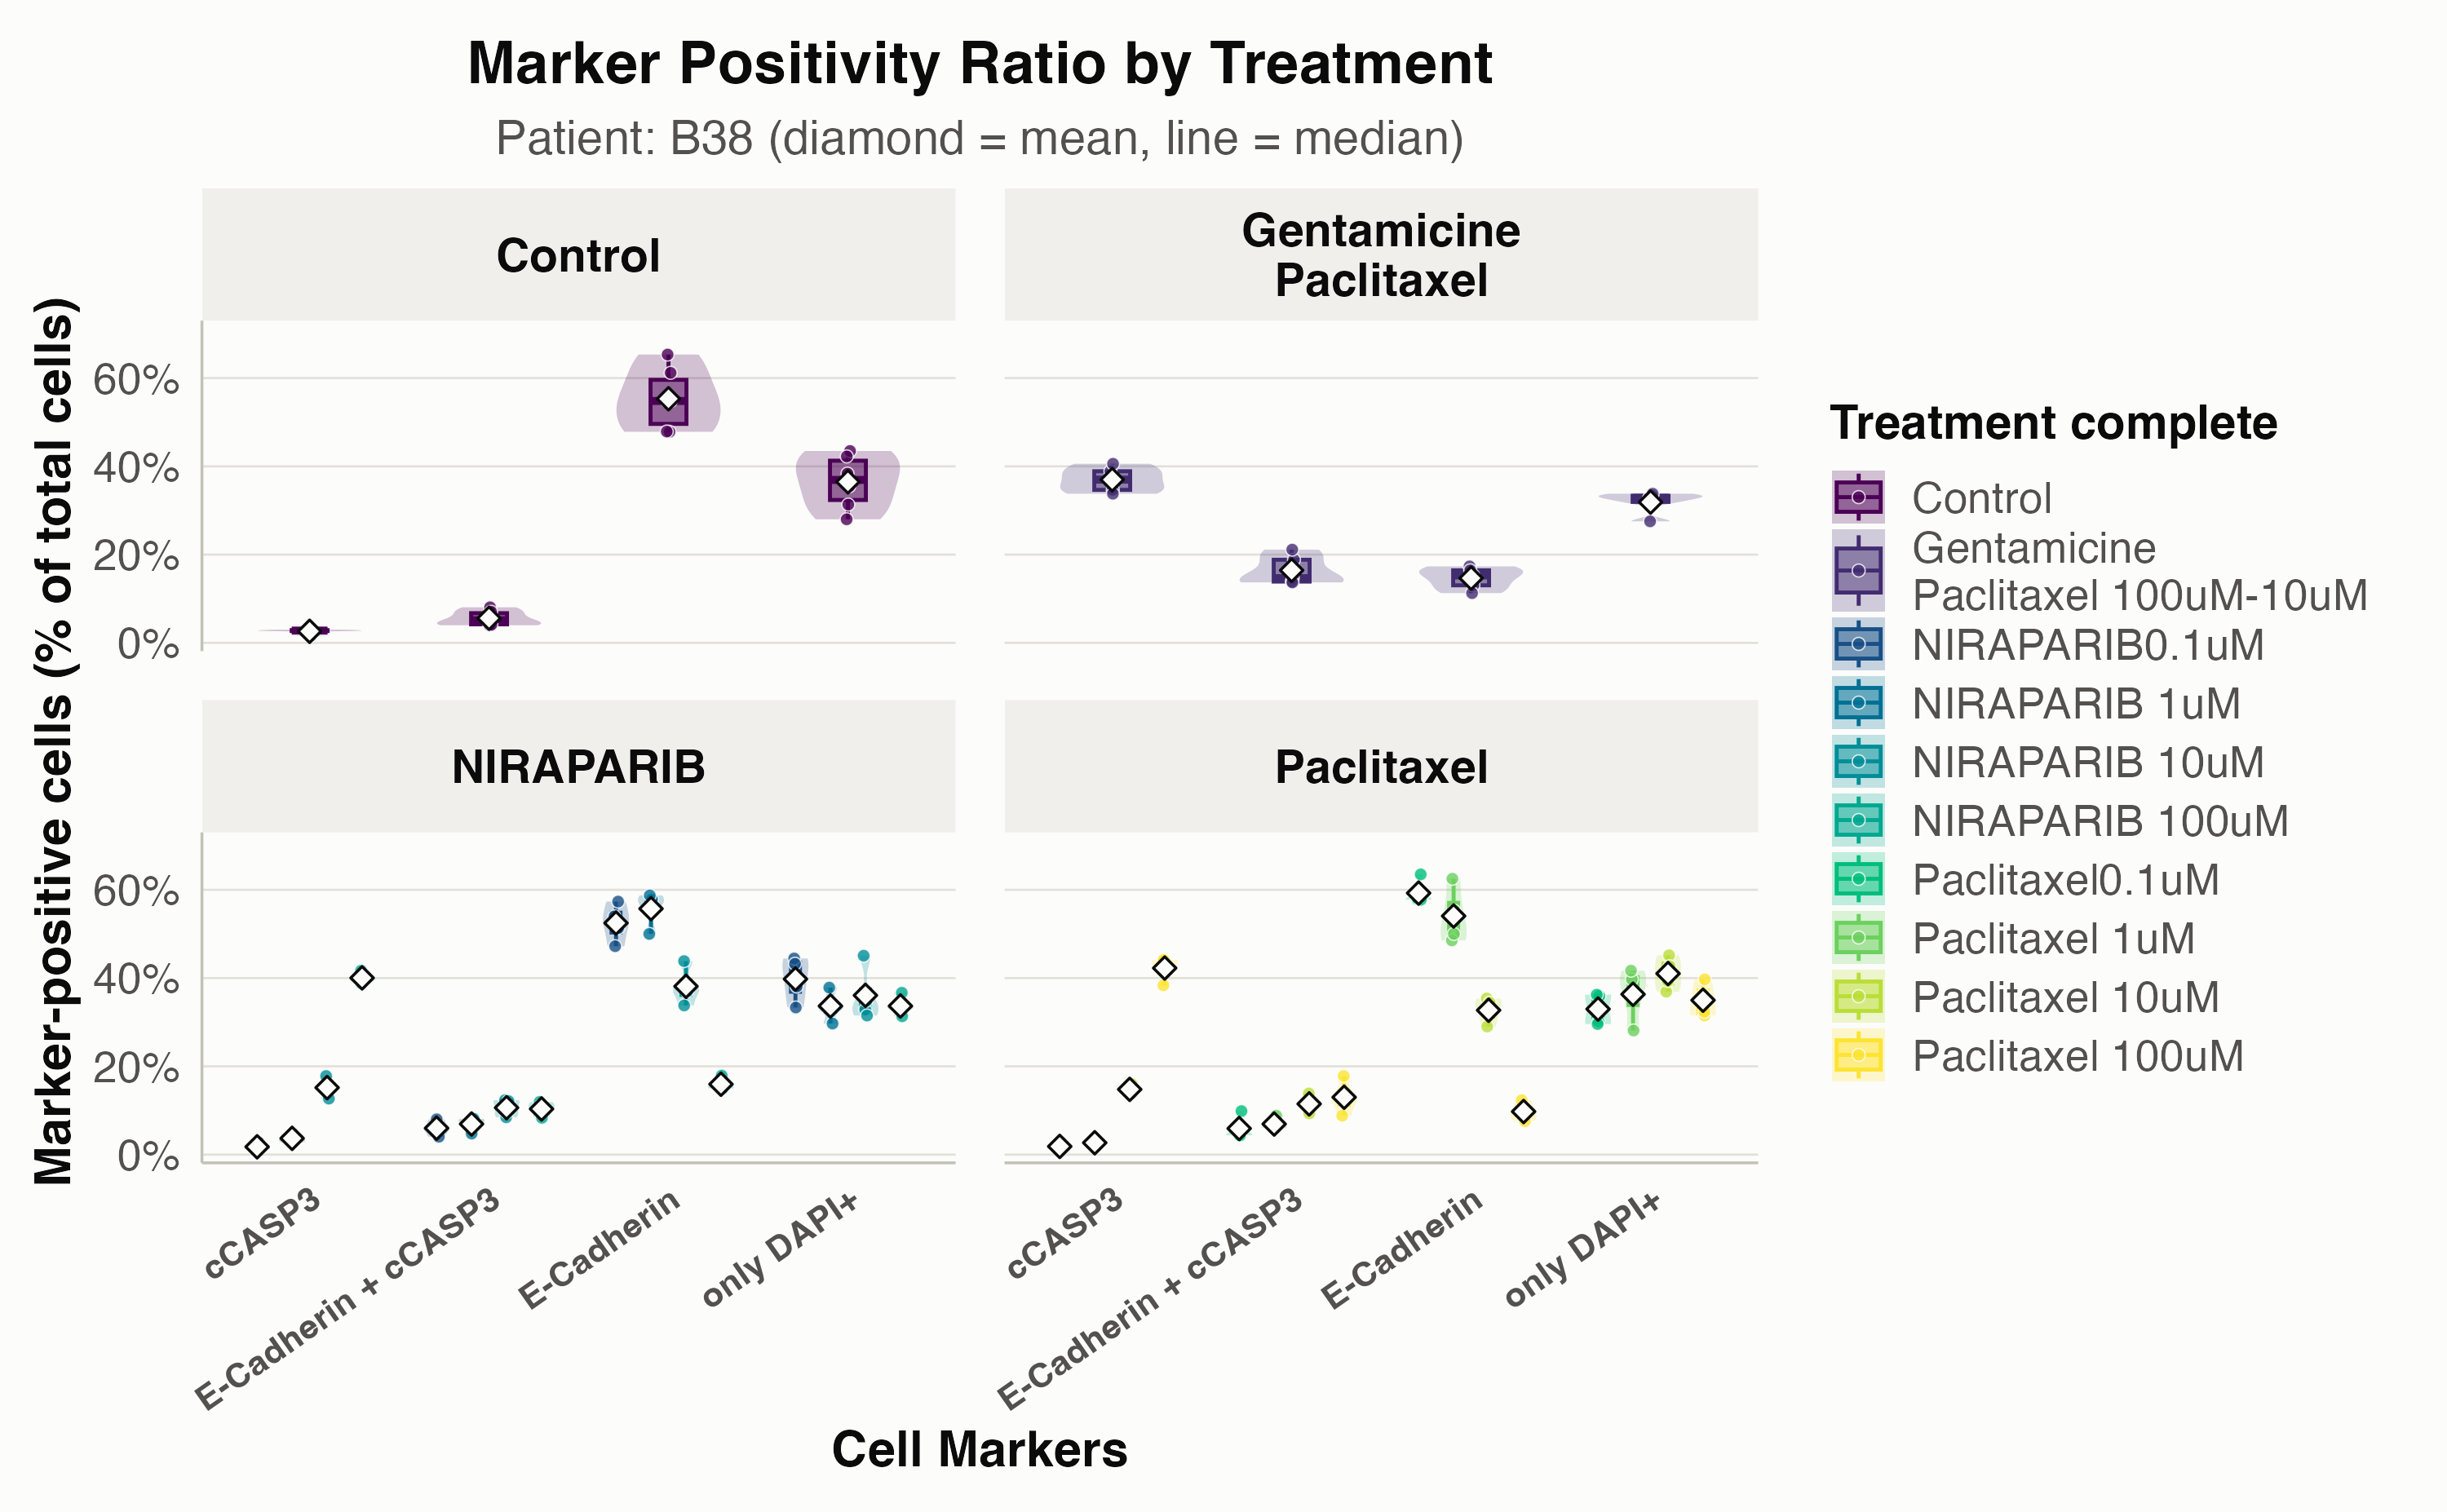 Marker Positivity Ratio by Treatment
Patient: B38 (diamond = mean, line = median)
Marker-positive cells (% of total cells)
Control
Gentamicine
Paclitaxel
60%
40%
20%
0%
NIRAPARIB
Paclitaxel
60%
40%
20%
0%
cCASP3
E-Cadherin + cCASP3
E-Cadherin
only DAPI+
cCASP3
E-Cadherin + cCASP3
E-Cadherin
only DAPI+
Cell Markers
Treatment complete
Control
Gentamicine
Paclitaxel 100uM-10uM
NIRAPARIB0.1uM
NIRAPARIB 1uM
NIRAPARIB 10uM
NIRAPARIB 100uM
Paclitaxel0.1uM
Paclitaxel 1uM
Paclitaxel 10uM
Paclitaxel 100uM